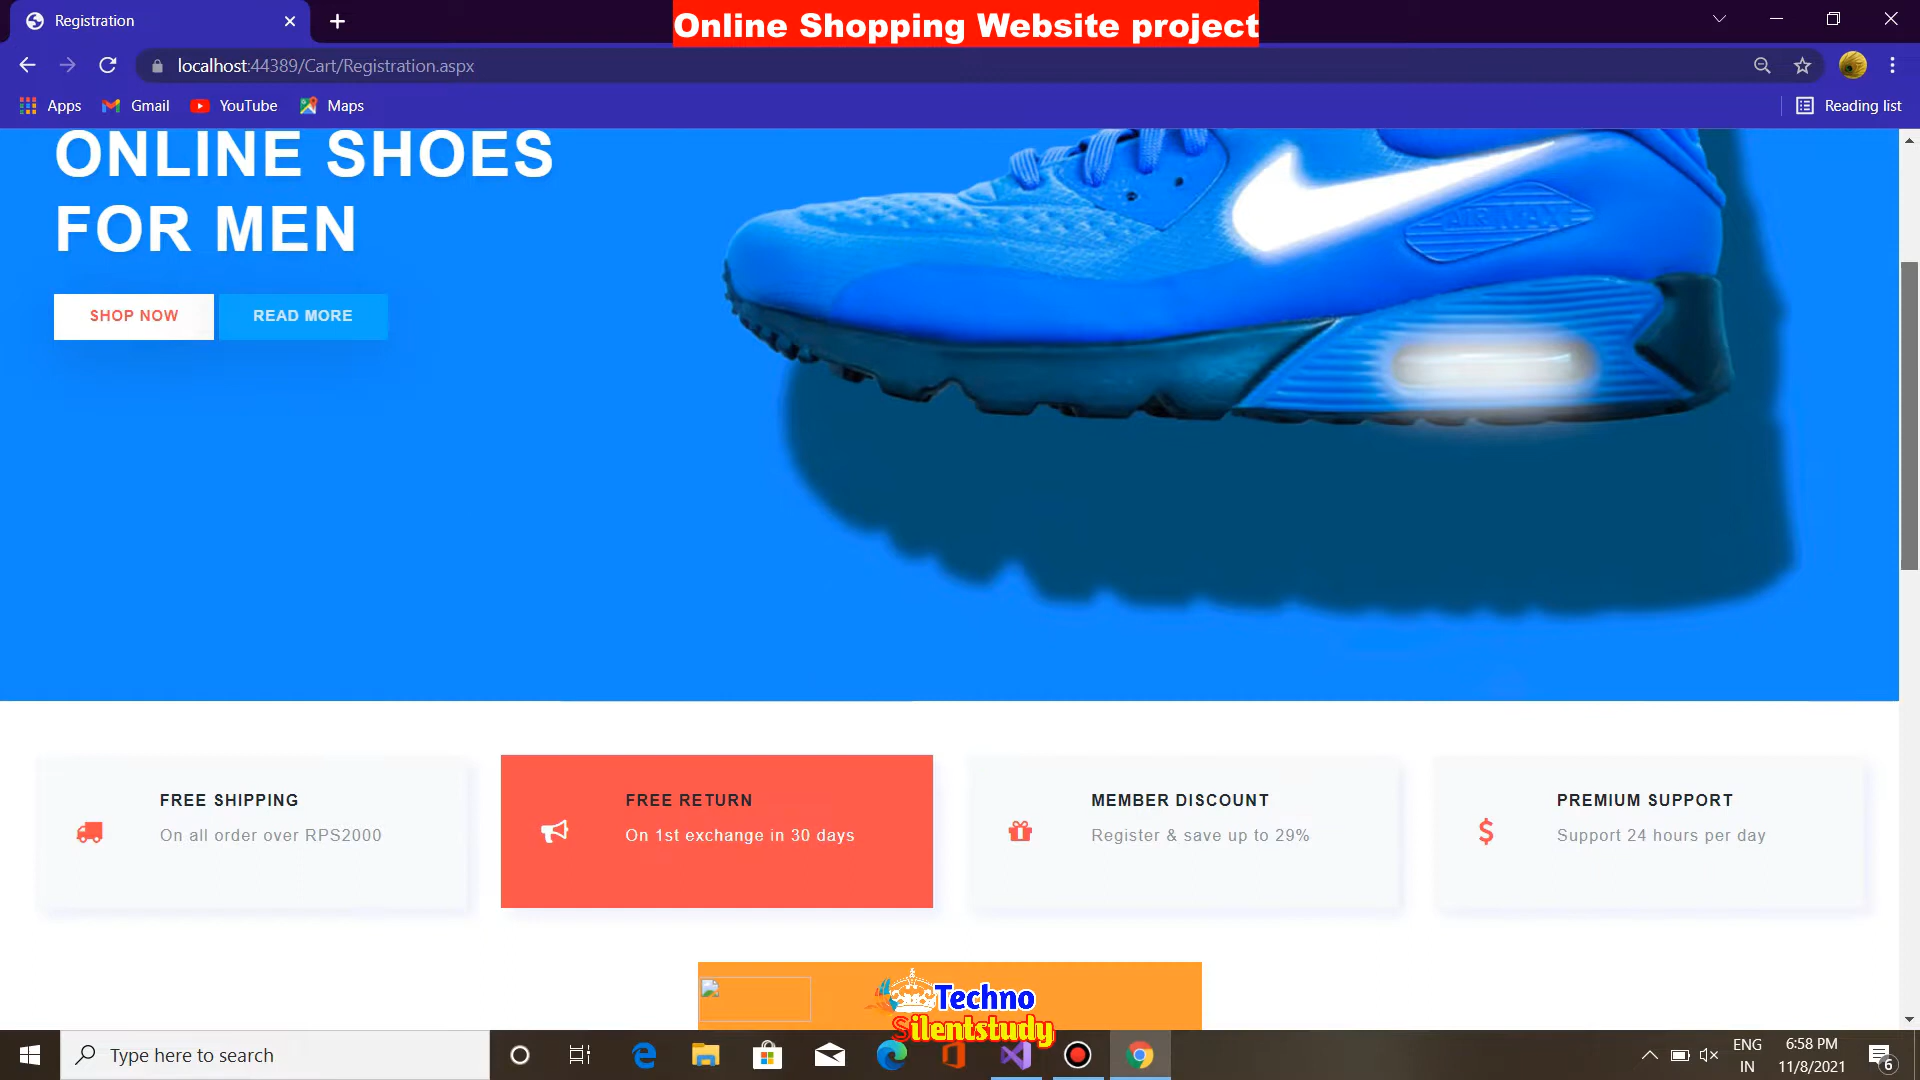 Registration
Online Shopping Website project
localhost:44389/Cart/Registration.aspx
Apps
Gmail
YouTube
Maps
Reading list
ONLINE SHOES
FOR MEN
AIR MAX
SHOP NOW
READ MORE
FREE SHIPPING
On all order over RPS2000
FREE RETURN
On 1st exchange in 30 days
MEMBER DISCOUNT
Register & save up to 29%
PREMIUM SUPPORT
Support 24 hours per day
Techno
Silentstudy
Type here to search
ENG
IN
6:58 PM
11/8/2021
6